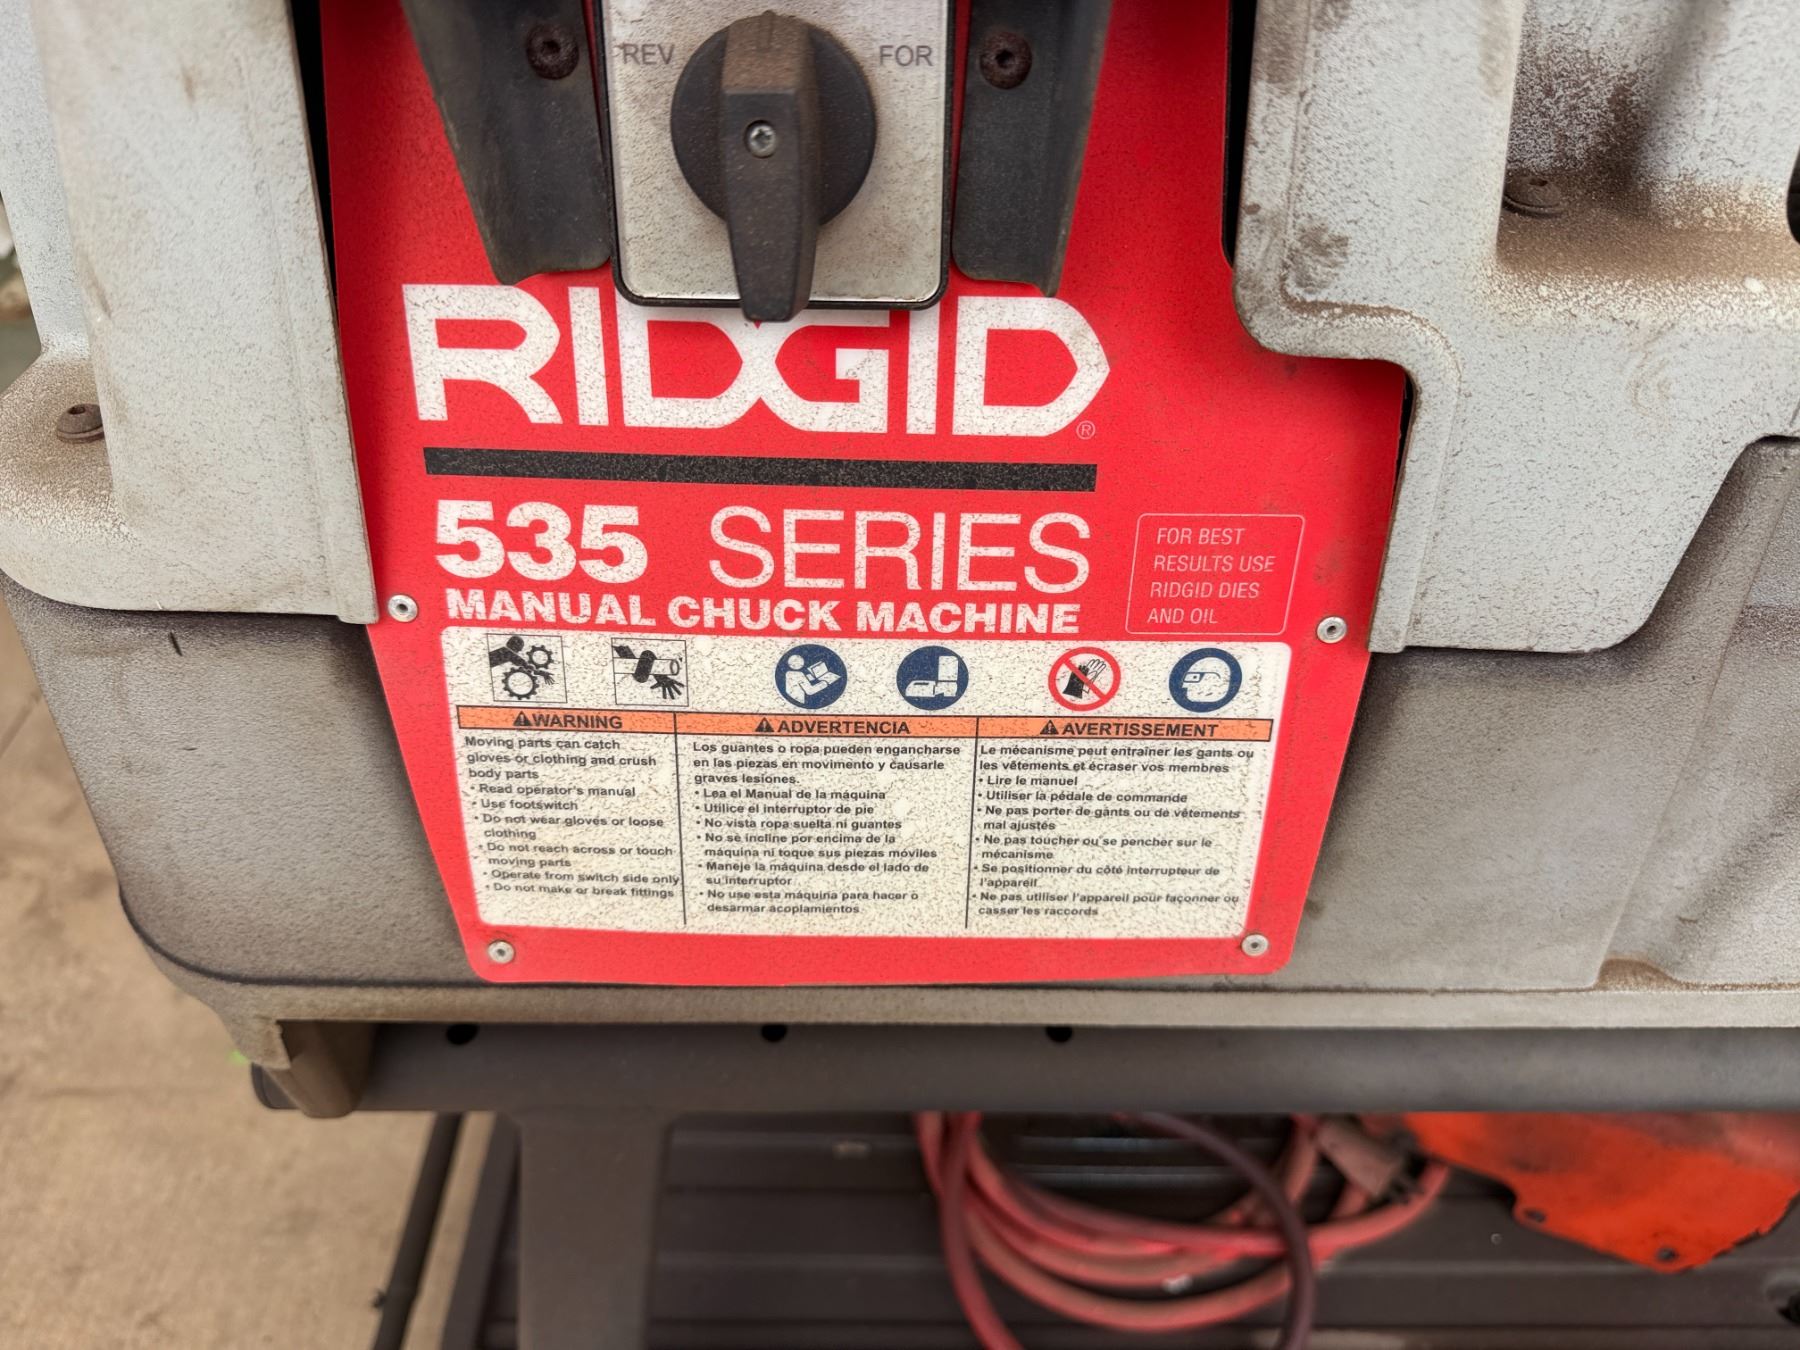 REV
FOR
RIDGID®
535 SERIES
MANUAL CHUCK MACHINE
FOR BEST
RESULTS USE
RIDGID DIES
AND OIL
⚠WARNING
Moving parts can catch
gloves or clothing and crush
body parts
• Read operator's manual
• Use footswitch
• Do not wear gloves or loose
clothing
• Do not reach across or touch
moving parts
• Operate from switch side only
• Do not make or break fittings
⚠ADVERTENCIA
Los guantes o ropa pueden engancharse
en las piezas en movimento y causarle
graves lesiones.
• Lea el Manual de la máquina
• Utilice el interruptor de pie
• No vista ropa suelta ni guantes
• No se incline por encima de la
máquina ni toque sus piezas móviles
• Maneje la máquina desde el lado de
su interruptor
• No use esta máquina para hacer o
desarmar acoplamientos
⚠AVERTISSEMENT
Le mécanisme peut entraîner les gants ou
les vêtements et écraser vos membres
• Lire le manuel
• Utiliser la pédale de commande
• Ne pas porter de gants ou de vêtements
mal ajustés
• Ne pas toucher ou se pencher sur le
mécanisme
• Se positionner du côté interrupteur de
l'appareil
• Ne pas utiliser l'appareil pour façonner ou
casser les raccords